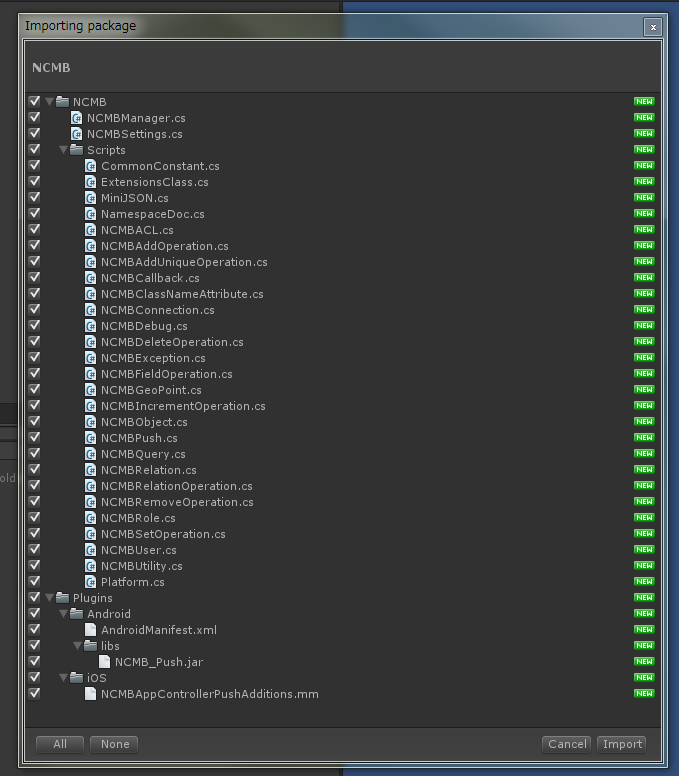 Importing package
NCMB
NCMB NEW
NCMBManager.cs NEW
NCMBSettings.cs NEW
Scripts NEW
CommonConstant.cs NEW
ExtensionsClass.cs NEW
MiniJSON.cs NEW
NamespaceDoc.cs NEW
NCMBACL.cs NEW
NCMBAddOperation.cs NEW
NCMBAddUniqueOperation.cs NEW
NCMBCallback.cs NEW
NCMBClassNameAttribute.cs NEW
NCMBConnection.cs NEW
NCMBDebug.cs NEW
NCMBDeleteOperation.cs NEW
NCMBException.cs NEW
NCMBFieldOperation.cs NEW
NCMBGeoPoint.cs NEW
NCMBIncrementOperation.cs NEW
NCMBObject.cs NEW
NCMBPush.cs NEW
NCMBQuery.cs NEW
NCMBRelation.cs NEW
old
NCMBRelationOperation.cs NEW
NCMBRemoveOperation.cs NEW
NCMBRole.cs NEW
NCMBSetOperation.cs NEW
NCMBUser.cs NEW
NCMBUtility.cs NEW
Platform.cs NEW
Plugins NEW
Android NEW
AndroidManifest.xml NEW
libs NEW
NCMB_Push.jar NEW
iOS NEW
NCMBAppControllerPushAdditions.mm NEW
All None Cancel Import